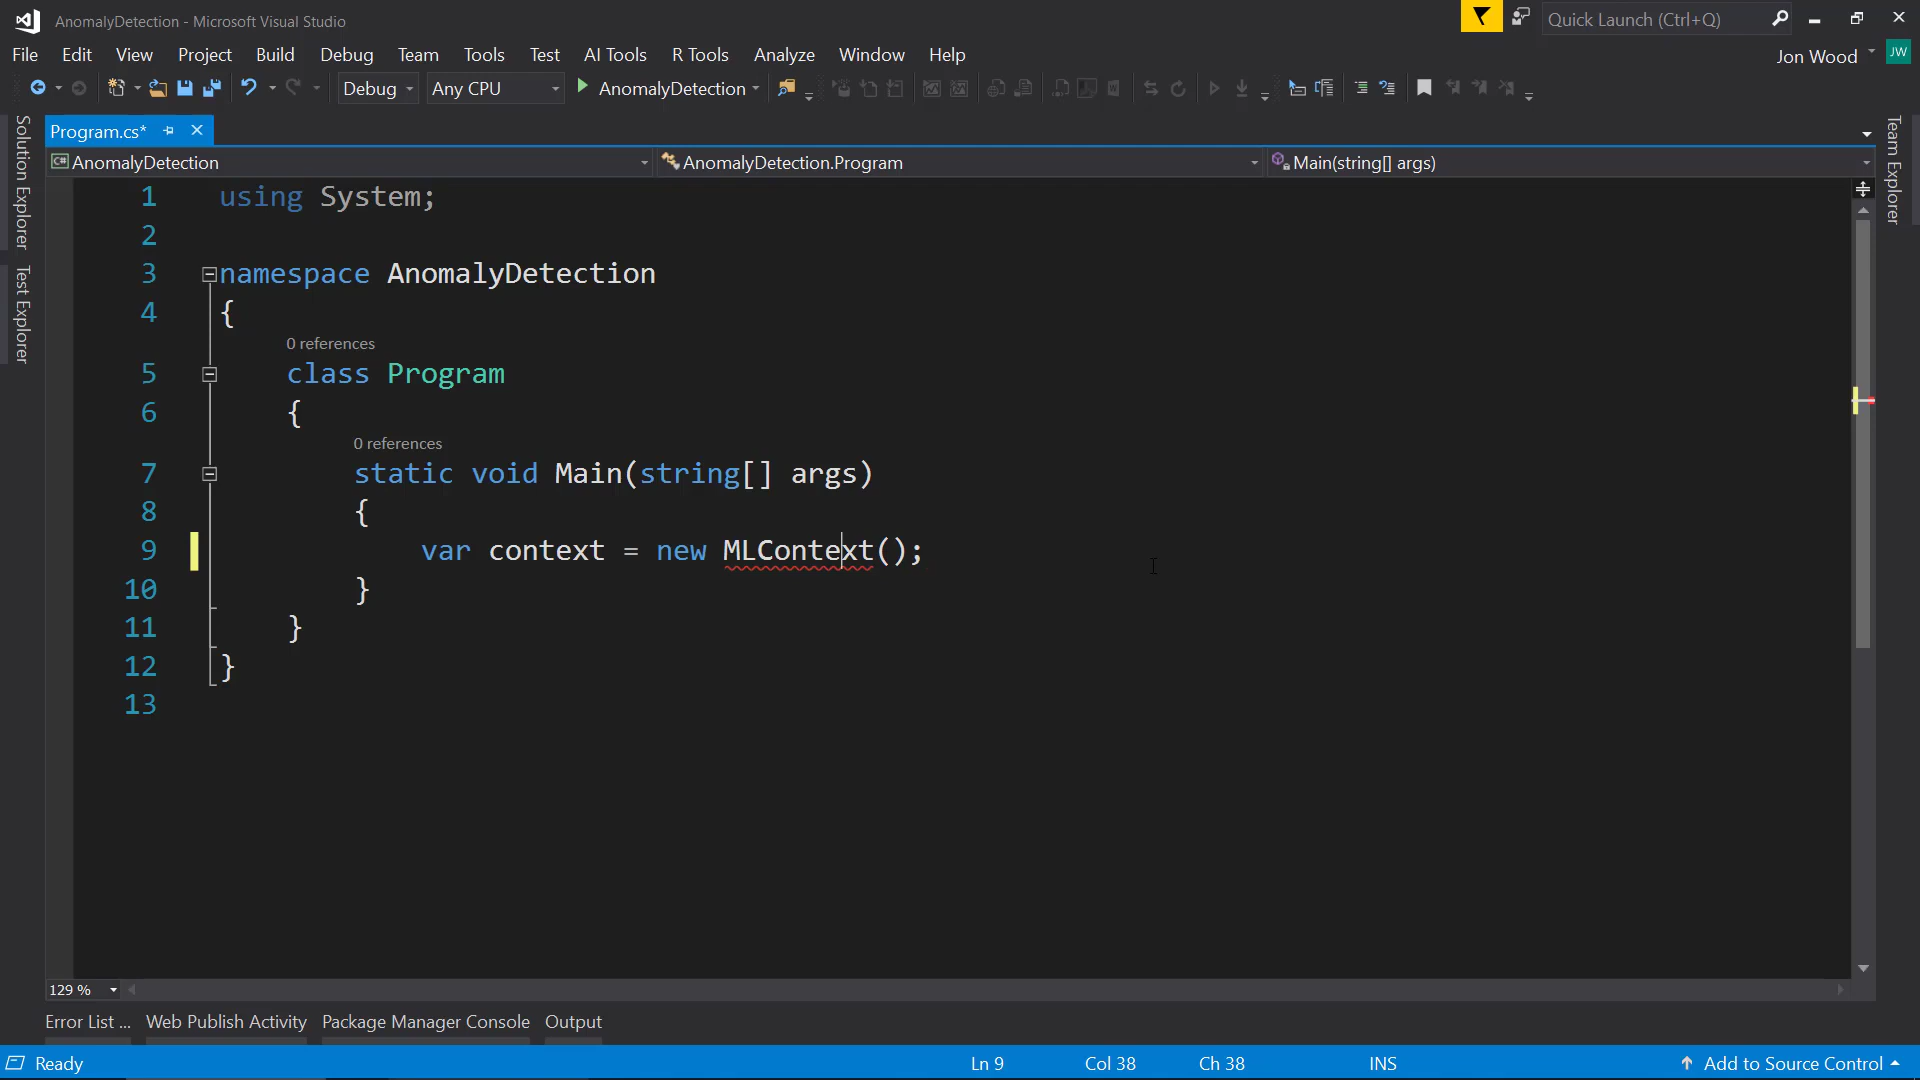 AnomalyDetection - Microsoft Visual Studio
Quick Launch (Ctrl+Q)
File Edit View Project Build Debug Team Tools Test AI Tools R Tools Analyze Window Help
Jon Wood JW
Debug Any CPU AnomalyDetection
Solution Explorer
Test Explorer
Team Explorer
Program.cs*
C# AnomalyDetection AnomalyDetection.Program Main(string[] args)
1 using System;
2
3 namespace AnomalyDetection
4 {
0 references
5 class Program
6 {
0 references
7 static void Main(string[] args)
8 {
9 var context = new MLContext();
10 }
11 }
12 }
13
129 %
Error List ... Web Publish Activity Package Manager Console Output
Ready Ln 9 Col 38 Ch 38 INS Add to Source Control